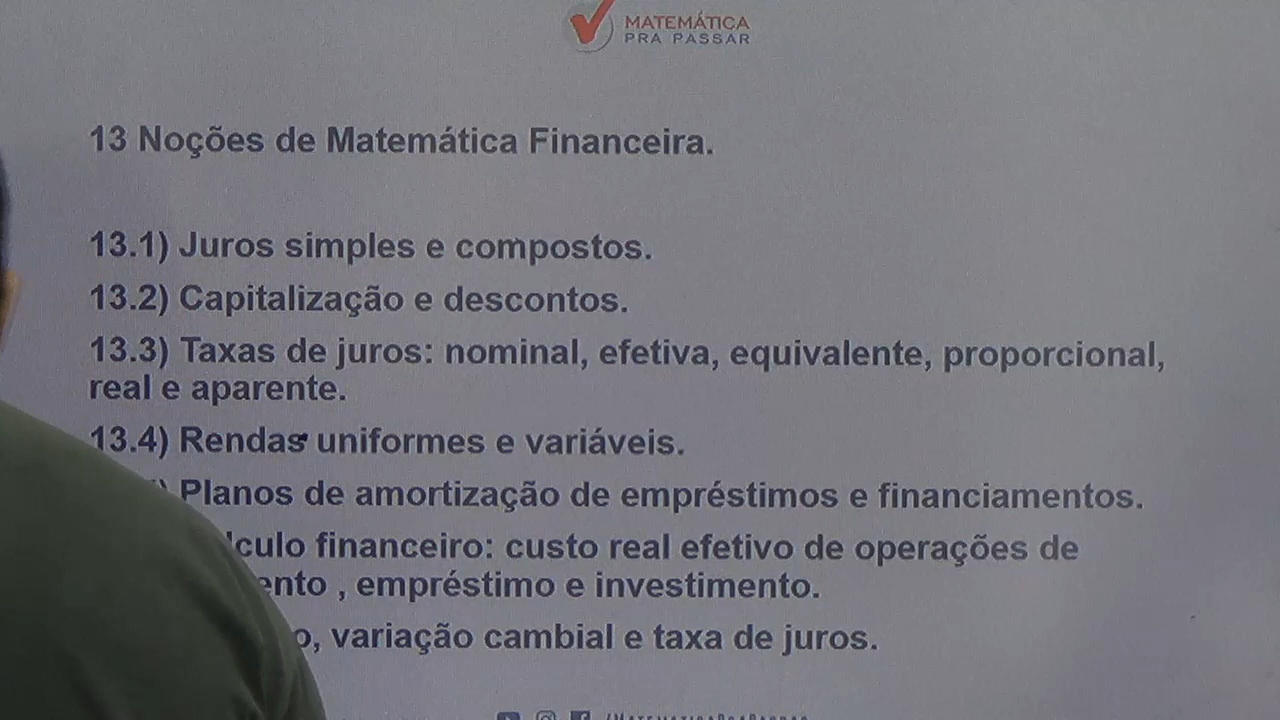 MATEMÁTICA
PRA PASSAR
13 Noções de Matemática Financeira.
13.1) Juros simples e compostos.
13.2) Capitalização e descontos.
13.3) Taxas de juros: nominal, efetiva, equivalente, proporcional,
real e aparente.
13.4) Rendas uniformes e variáveis.
Planos de amortização de empréstimos e financiamentos.
financeiro: custo real efetivo de operações de
, empréstimo e investimento.
, variação cambial e taxa de juros.